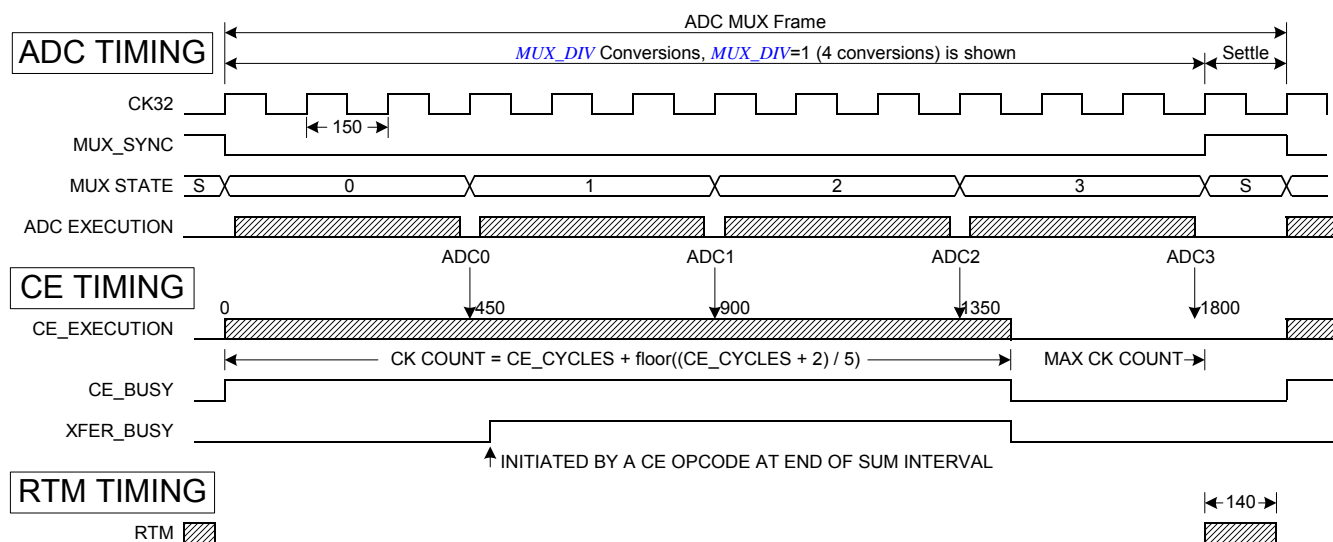 ADC MUX Frame
ADC TIMING
MUX_DIV Conversions, MUX_DIV=1 (4 conversions) is shown
Settle
CK32
150
MUX_SYNC
MUX STATE
S
0
1
2
3
S
ADC EXECUTION
ADC0
ADC1
ADC2
ADC3
CE TIMING
0
450
900
1350
1800
CE_EXECUTION
CK COUNT = CE_CYCLES + floor((CE_CYCLES + 2) / 5)
MAX CK COUNT
CE_BUSY
XFER_BUSY
INITIATED BY A CE OPCODE AT END OF SUM INTERVAL
RTM TIMING
140
RTM